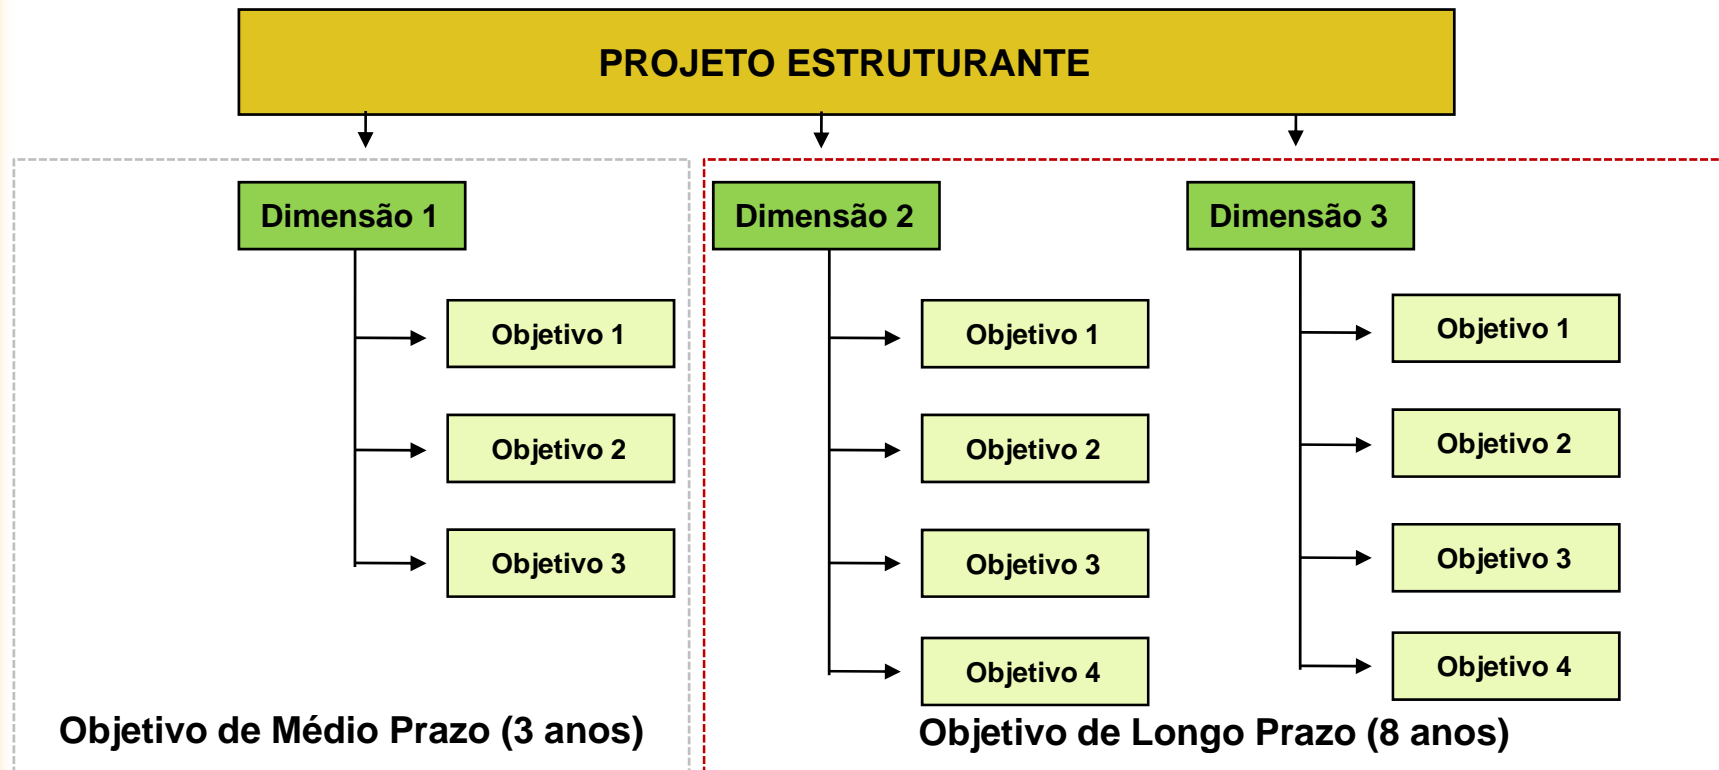 PROJETO ESTRUTURANTE
Dimensão 1
Objetivo 1
Objetivo 2
Objetivo 3
Objetivo de Médio Prazo (3 anos)
Dimensão 2
Objetivo 1
Objetivo 2
Objetivo 3
Objetivo 4
Dimensão 3
Objetivo 1
Objetivo 2
Objetivo 3
Objetivo 4
Objetivo de Longo Prazo (8 anos)